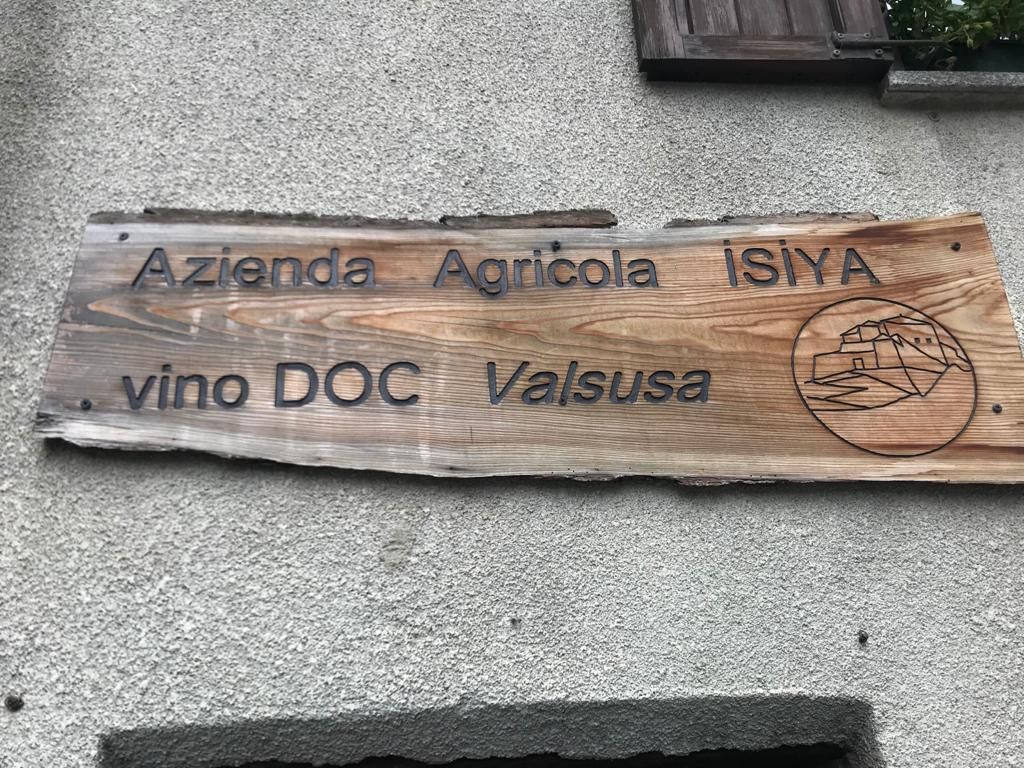 Azienda Agricola İSİYA
vino DOC Valsusa